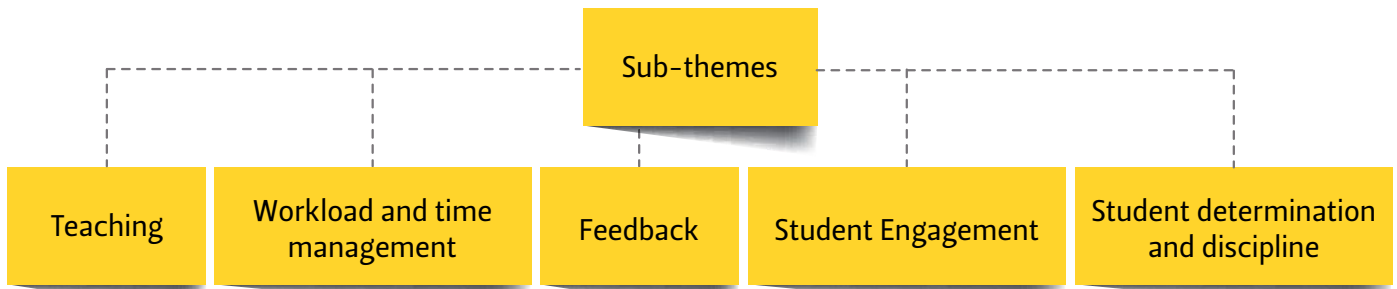 Sub-themes
Teaching
Workload and time
management
Feedback
Student Engagement
Student determination
and discipline